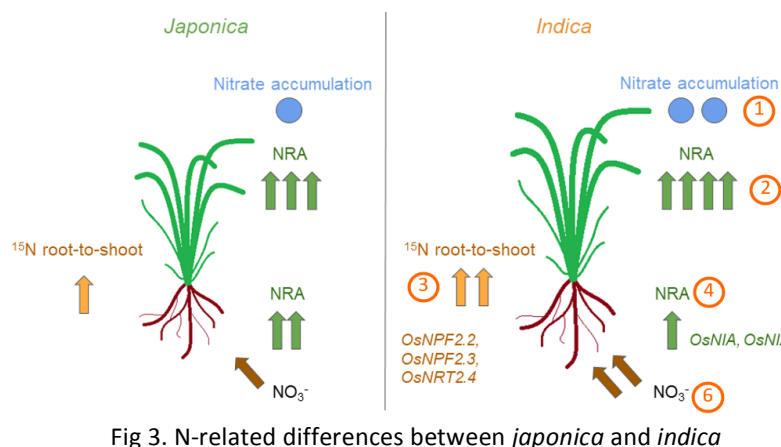 Japonica
Nitrate accumulation
NRA
¹⁵N root-to-shoot
NRA
NO₃⁻
Indica
Nitrate accumulation
1
NRA
2
¹⁵N root-to-shoot
3
NRA
4
OsNPF2.2,
OsNPF2.3,
OsNRT2.4
OsNIA,
NO₃⁻
6
Fig 3. N-related differences between japonica and indica